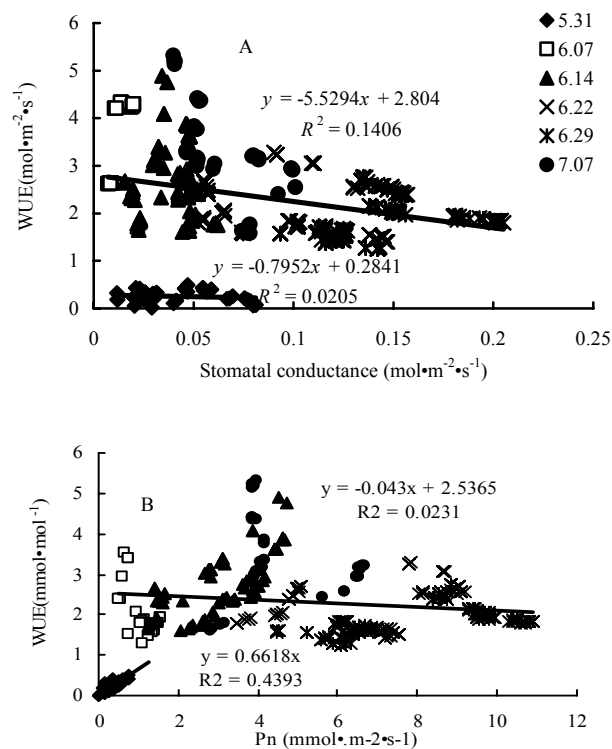 A
WUE(mol•m⁻²•s⁻¹)
6
5
4
3
2
1
0
y = -5.5294x + 2.804
R² = 0.1406
y = -0.7952x + 0.2841
R² = 0.0205
0 0.05 0.1 0.15 0.2 0.25
Stomatal conductance (mol•m⁻²•s⁻¹)
5.31
6.07
6.14
6.22
6.29
7.07
B
WUE(mmol•mol⁻¹)
6
5
4
3
2
1
0
y = -0.043x + 2.5365
R2 = 0.0231
y = 0.6618x
R2 = 0.4393
0 2 4 6 8 10 12
Pn (mmol•.m-2•s-1)